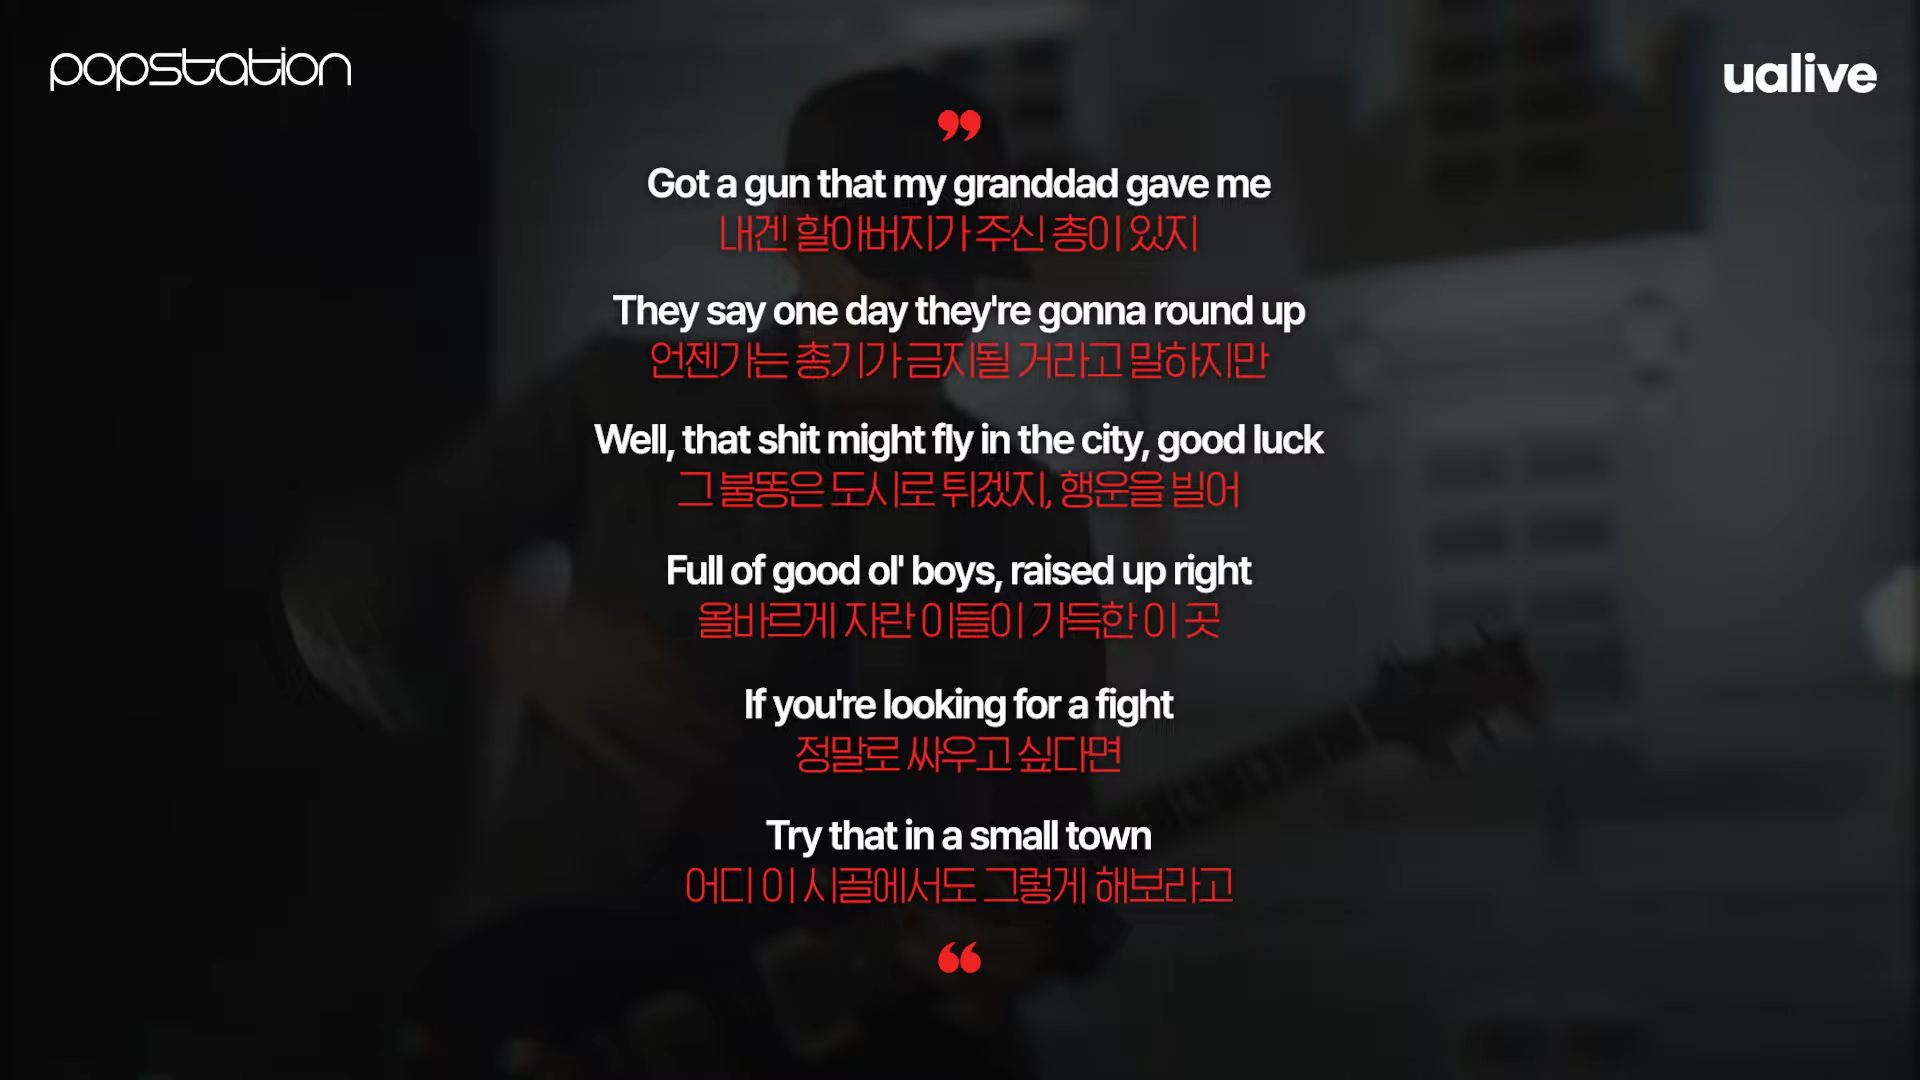 popstation
ualive
”
Got a gun that my granddad gave me
내겐 할아버지가 주신 총이 있지
They say one day they're gonna round up
언젠가는 총기가 금지될 거라고 말하지만
Well, that shit might fly in the city, good luck
그 불똥은 도시로 튀겠지, 행운을 빌어
Full of good ol' boys, raised up right
올바르게 자란 이들이 가득한 이 곳
If you're looking for a fight
정말로 싸우고 싶다면
Try that in a small town
어디 이 시골에서도 그렇게 해보라고
“